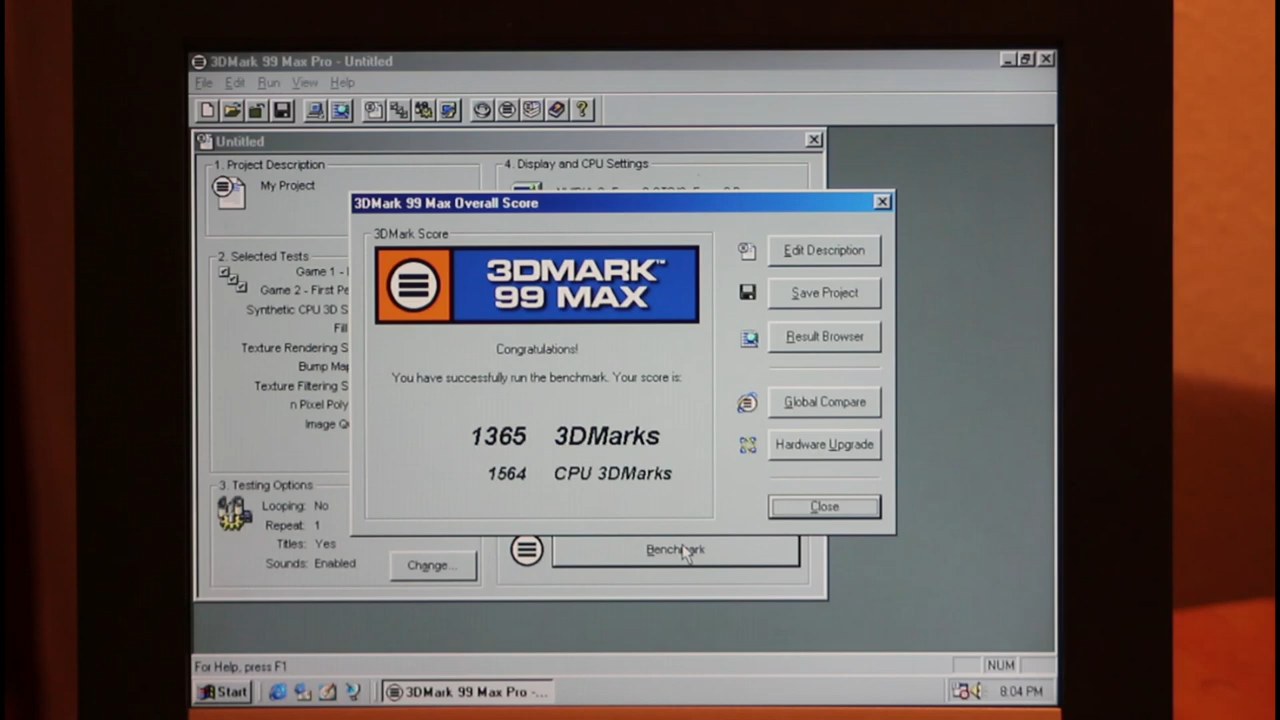 3DMark 99 Max Pro - Untitled
File Edit Run View Help
Untitled
1. Project Description
My Project
4. Display and CPU Settings
3DMark 99 Max Overall Score
3DMark Score
3DMARK™
99 MAX
Congratulations!
You have successfully run the benchmark. Your score is:
1365 3DMarks
1564 CPU 3DMarks
Edit Description
Save Project
Result Browser
Global Compare
Hardware Upgrade
Close
2. Selected Tests
Game 1 -
Game 2 - First Pe
Synthetic CPU 3D S
Fil
Texture Rendering S
Bump Map
Texture Filtering S
n Pixel Poly
Image Q
3. Testing Options
Looping: No
Repeat: 1
Titles: Yes
Sounds: Enabled
Change...
Benchmark
For Help, press F1
NUM
Start
3DMark 99 Max Pro -...
8:04 PM